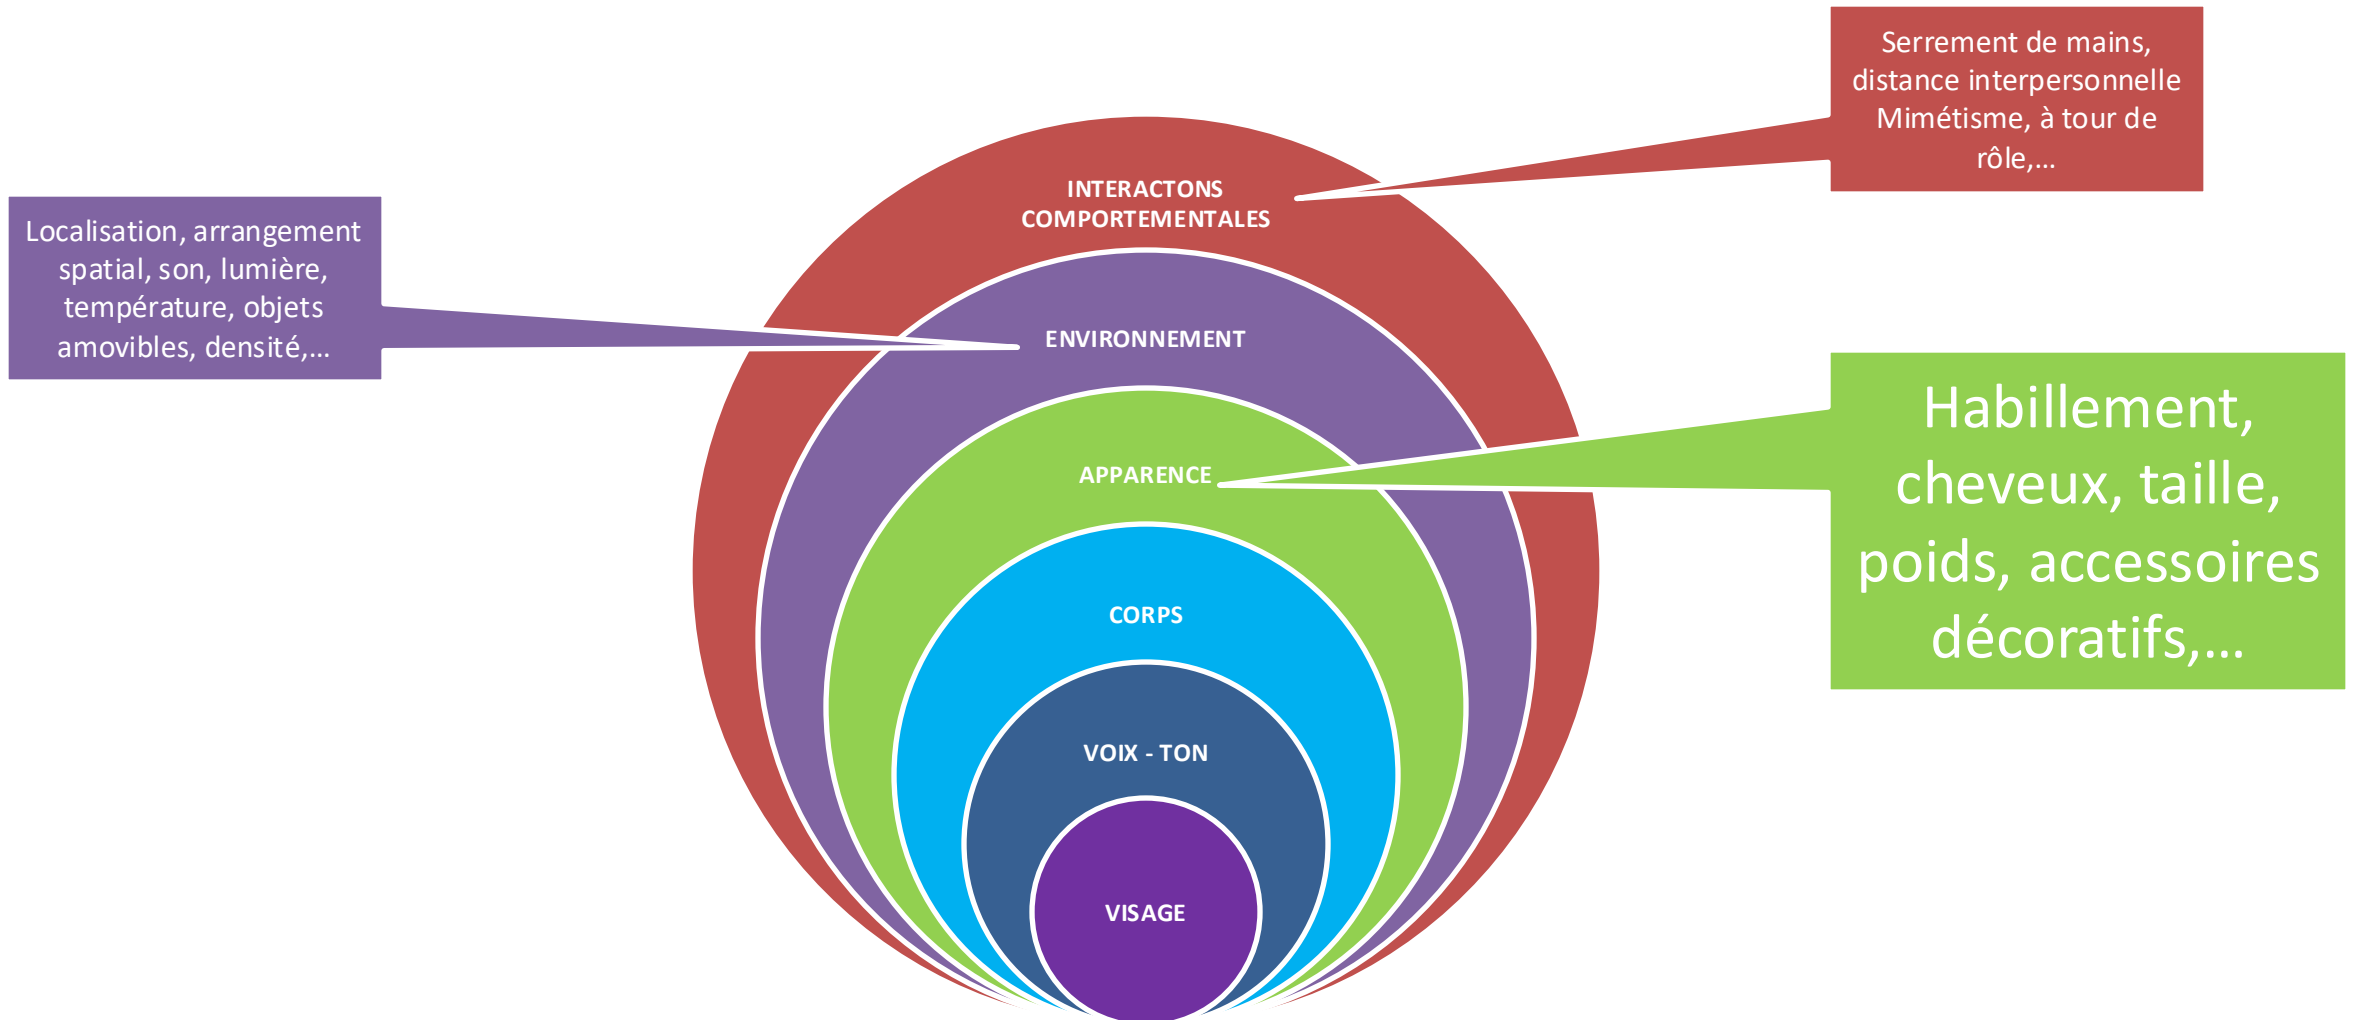 Serrement de mains,
distance interpersonnelle
Mimétisme, à tour de
rôle,...
INTERACTONS
COMPORTEMENTALES
Localisation, arrangement
spatial, son, lumière,
température, objets
amovibles, densité,...
ENVIRONNEMENT
Habillement,
cheveux, taille,
poids, accessoires
décoratifs,...
APPARENCE
CORPS
VOIX - TON
VISAGE